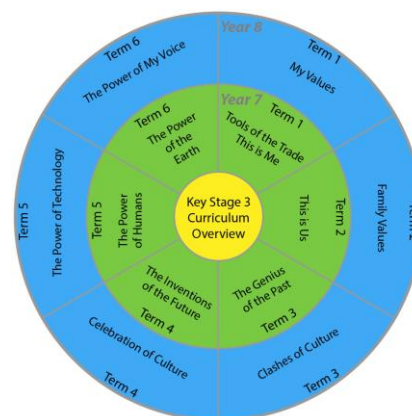 Year 8
Term 1
My Values
Family Values
Term 3
Clashes of Culture
Term 4
Celebration of Culture
Term 5
The Power of Technology
Term 6
The Power of My Voice
Year 7
Term 1
Tools of the Trade
This is Me
Term 2
This is Us
Term 3
The Genius
of the Past
Term 4
The Inventions
of the Future
Term 5
The Power
of Humans
Term 6
The Power
of the
Earth
Key Stage 3
Curriculum
Overview